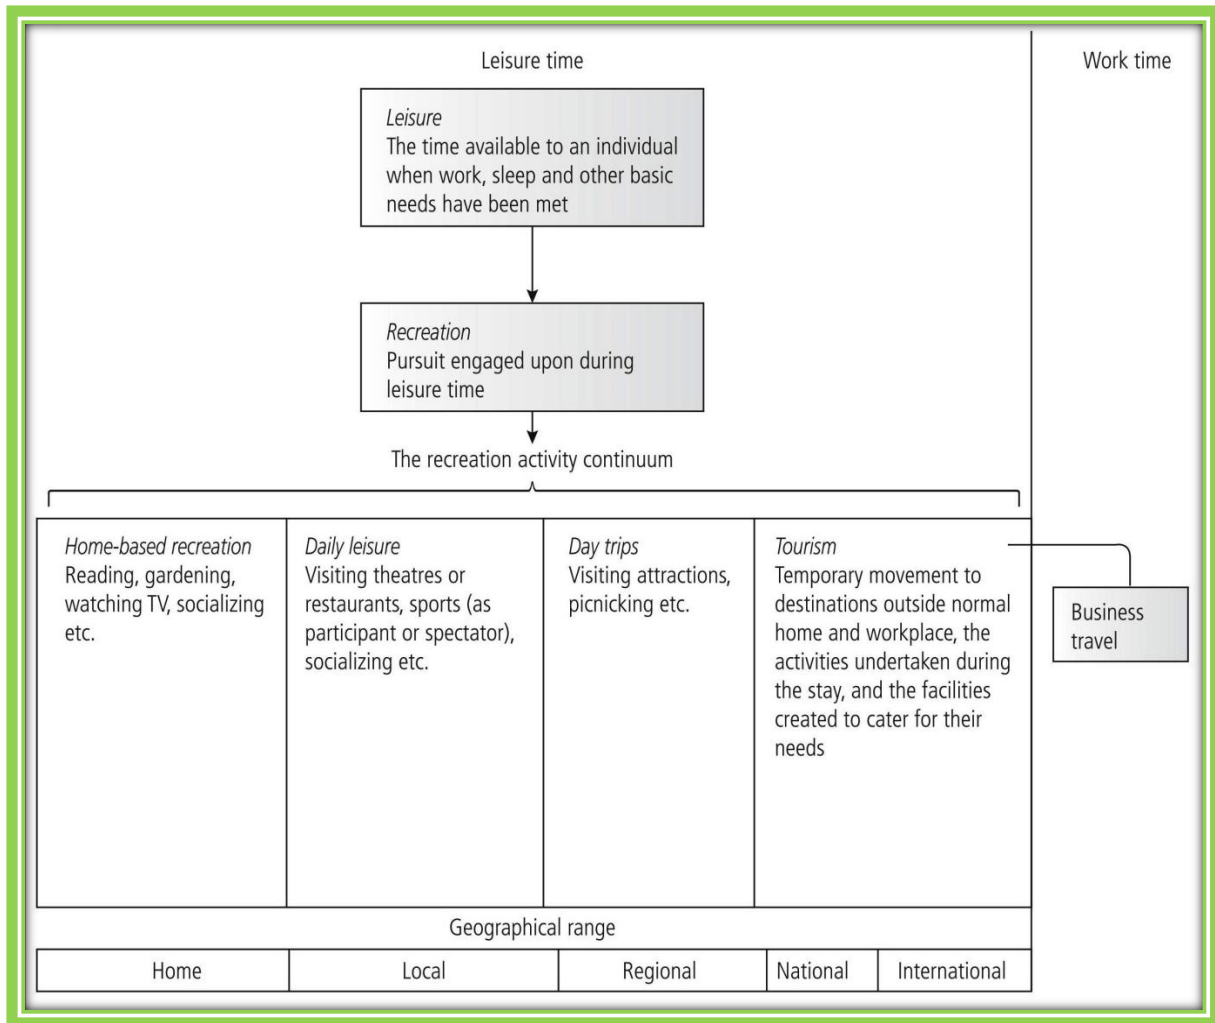 Leisure time
Work time
Leisure
The time available to an individual
when work, sleep and other basic
needs have been met
Recreation
Pursuit engaged upon during
leisure time
The recreation activity continuum
Home-based recreation
Reading, gardening,
watching TV, socializing
etc.
Daily leisure
Visiting theatres or
restaurants, sports (as
participant or spectator),
socializing etc.
Day trips
Visiting attractions,
picnicking etc.
Tourism
Temporary movement to
destinations outside normal
home and workplace, the
activities undertaken during
the stay, and the facilities
created to cater for their
needs
Business
travel
Geographical range
Home
Local
Regional
National
International